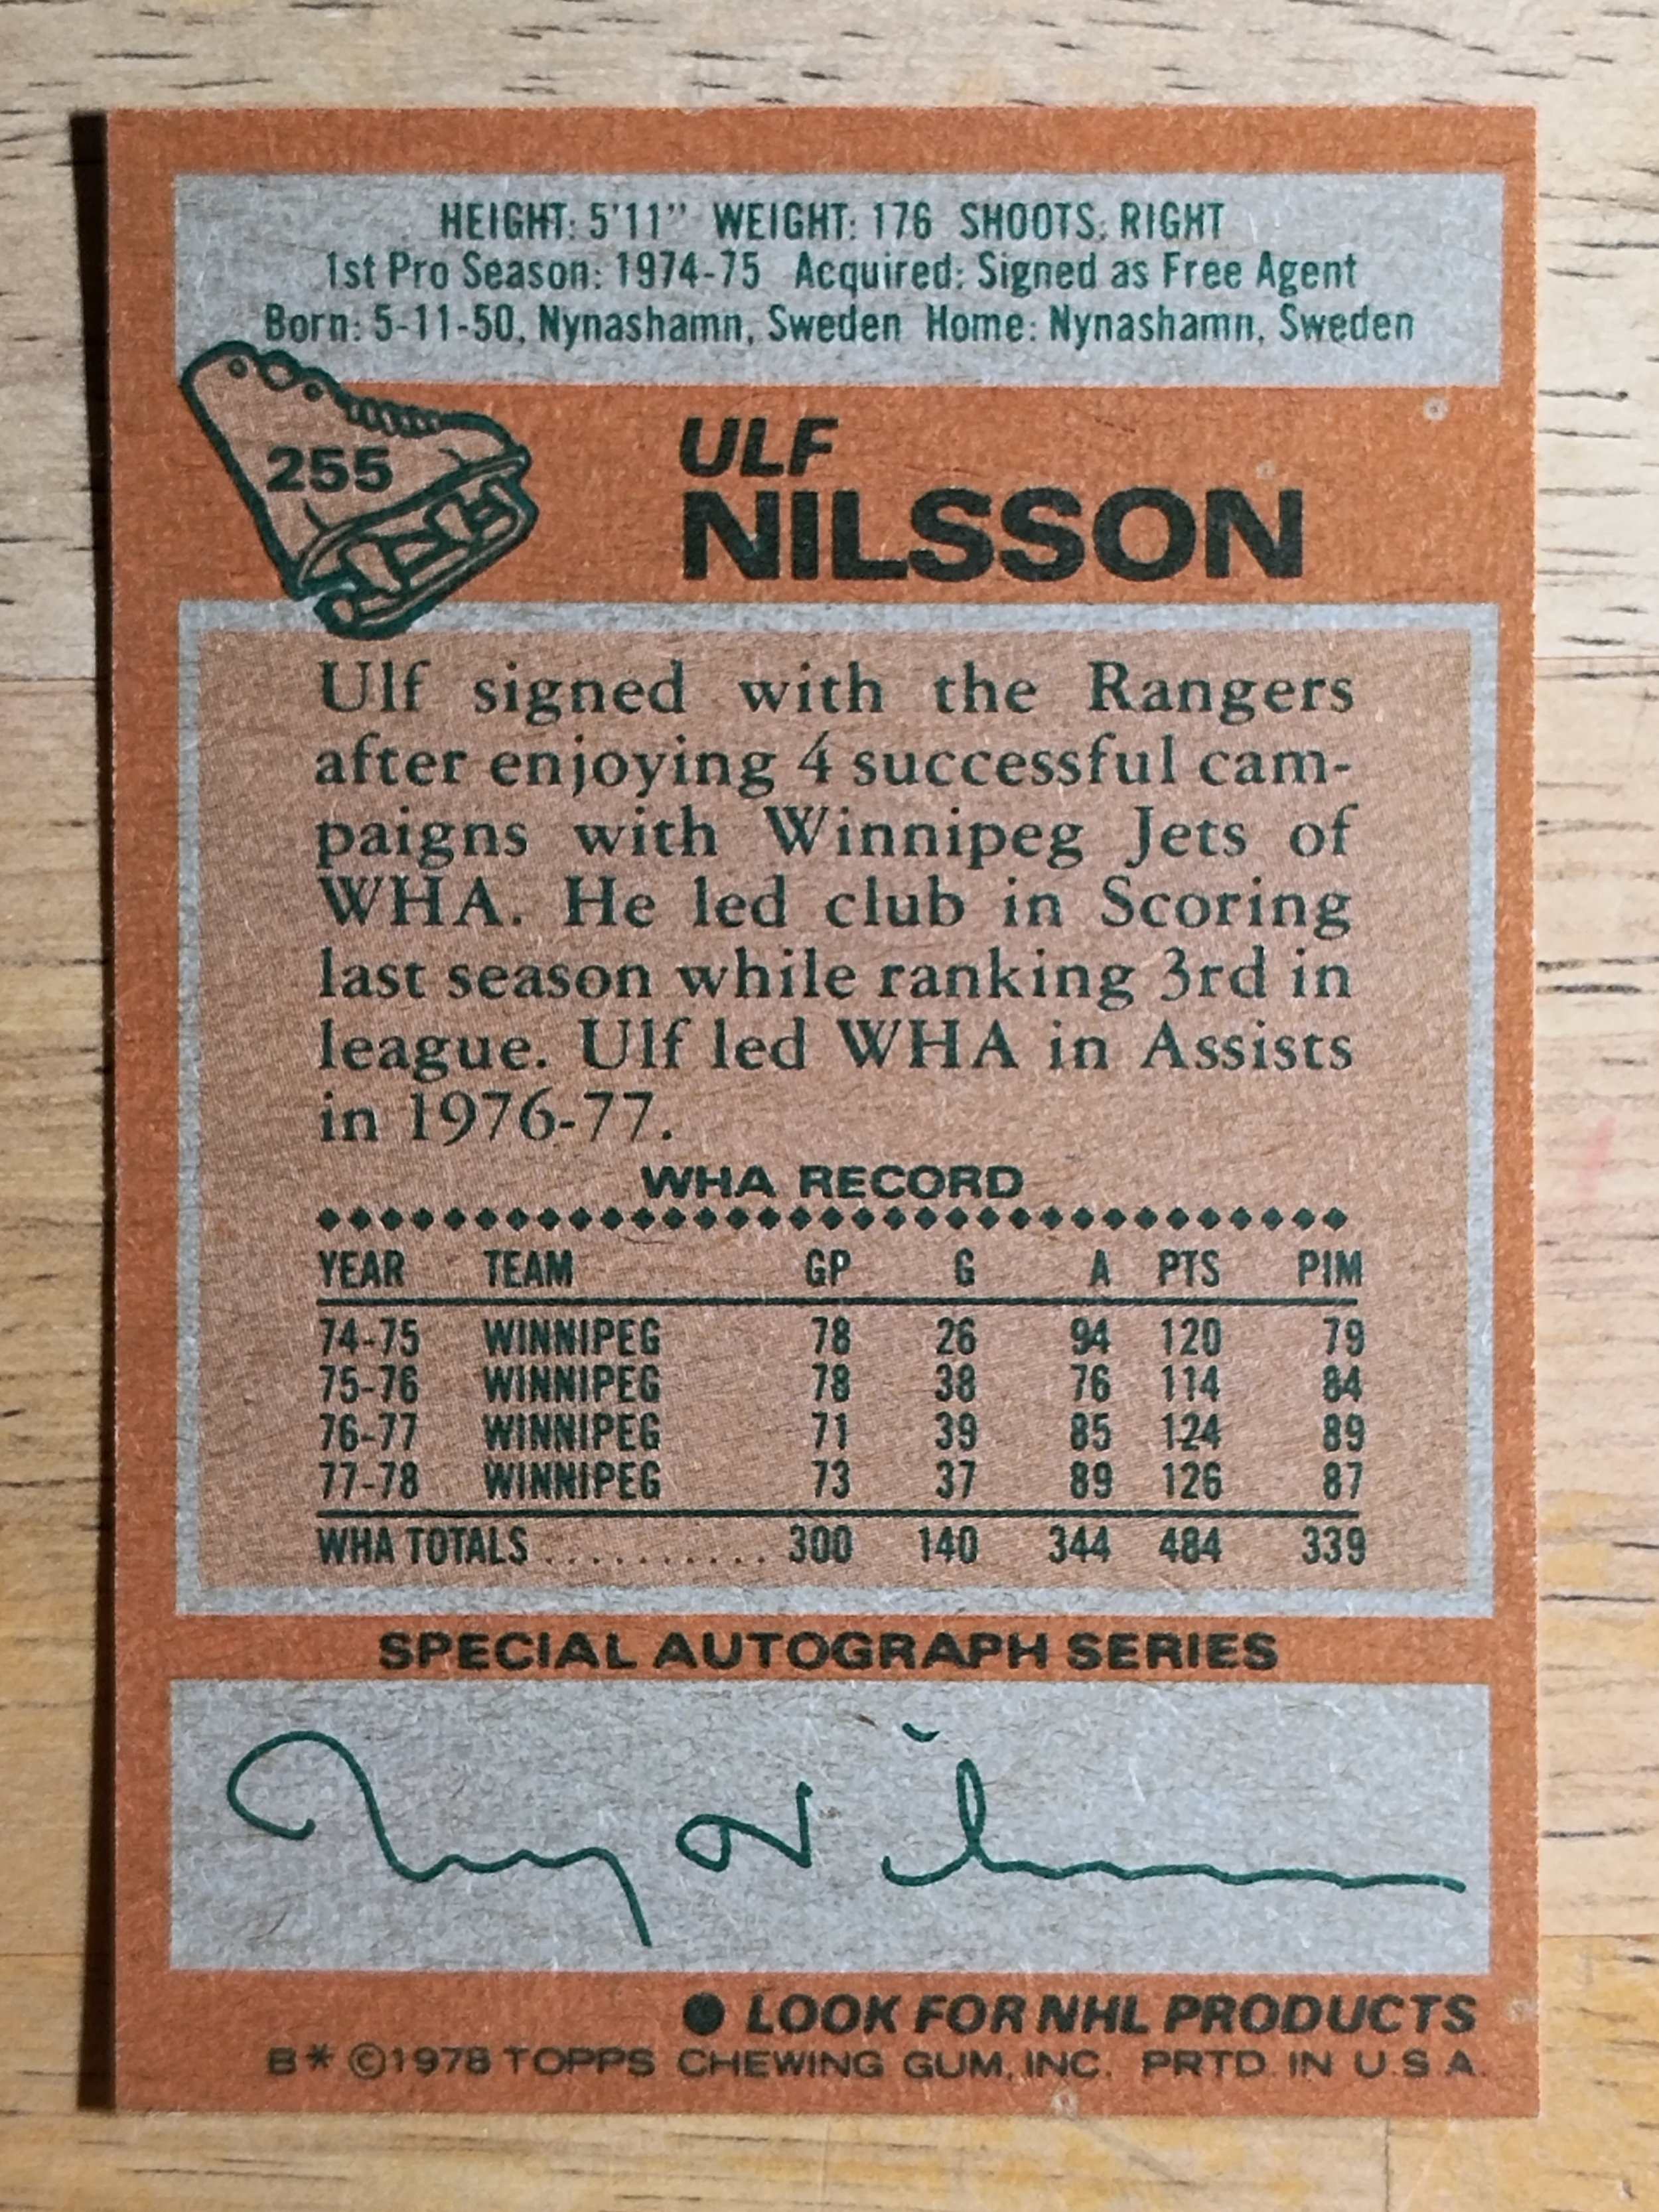 HEIGHT: 5'11" WEIGHT: 176 SHOOTS: RIGHT
1st Pro Season: 1974-75 Acquired: Signed as Free Agent
Born: 5-11-50, Nynashamn, Sweden Home: Nynashamn, Sweden
255
ULF
NILSSON
Ulf signed with the Rangers
after enjoying 4 successful cam-
paigns with Winnipeg Jets of
WHA. He led club in Scoring
last season while ranking 3rd in
league. Ulf led WHA in Assists
in 1976-77.
WHA RECORD
YEAR TEAM GP G A PTS PIM
74-75 WINNIPEG 78 26 94 120 79
75-76 WINNIPEG 78 38 76 114 84
76-77 WINNIPEG 71 39 85 124 89
77-78 WINNIPEG 73 37 89 126 87
WHA TOTALS .......... 300 140 344 484 339
SPECIAL AUTOGRAPH SERIES
● LOOK FOR NHL PRODUCTS
B* ©1978 TOPPS CHEWING GUM, INC. PRTD. IN U.S.A.